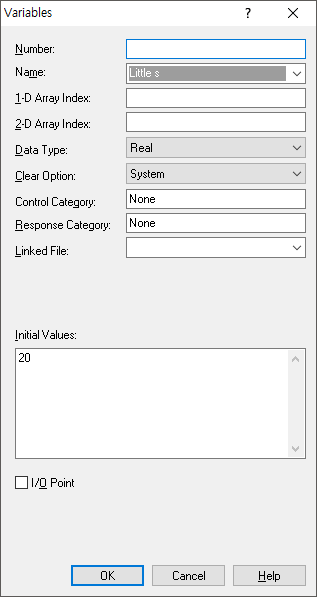 Variables
?
Number:
Name: Little s
1-D Array Index:
2-D Array Index:
Data Type: Real
Clear Option: System
Control Category: None
Response Category: None
Linked File:
Initial Values:
20
I/O Point
OK Cancel Help